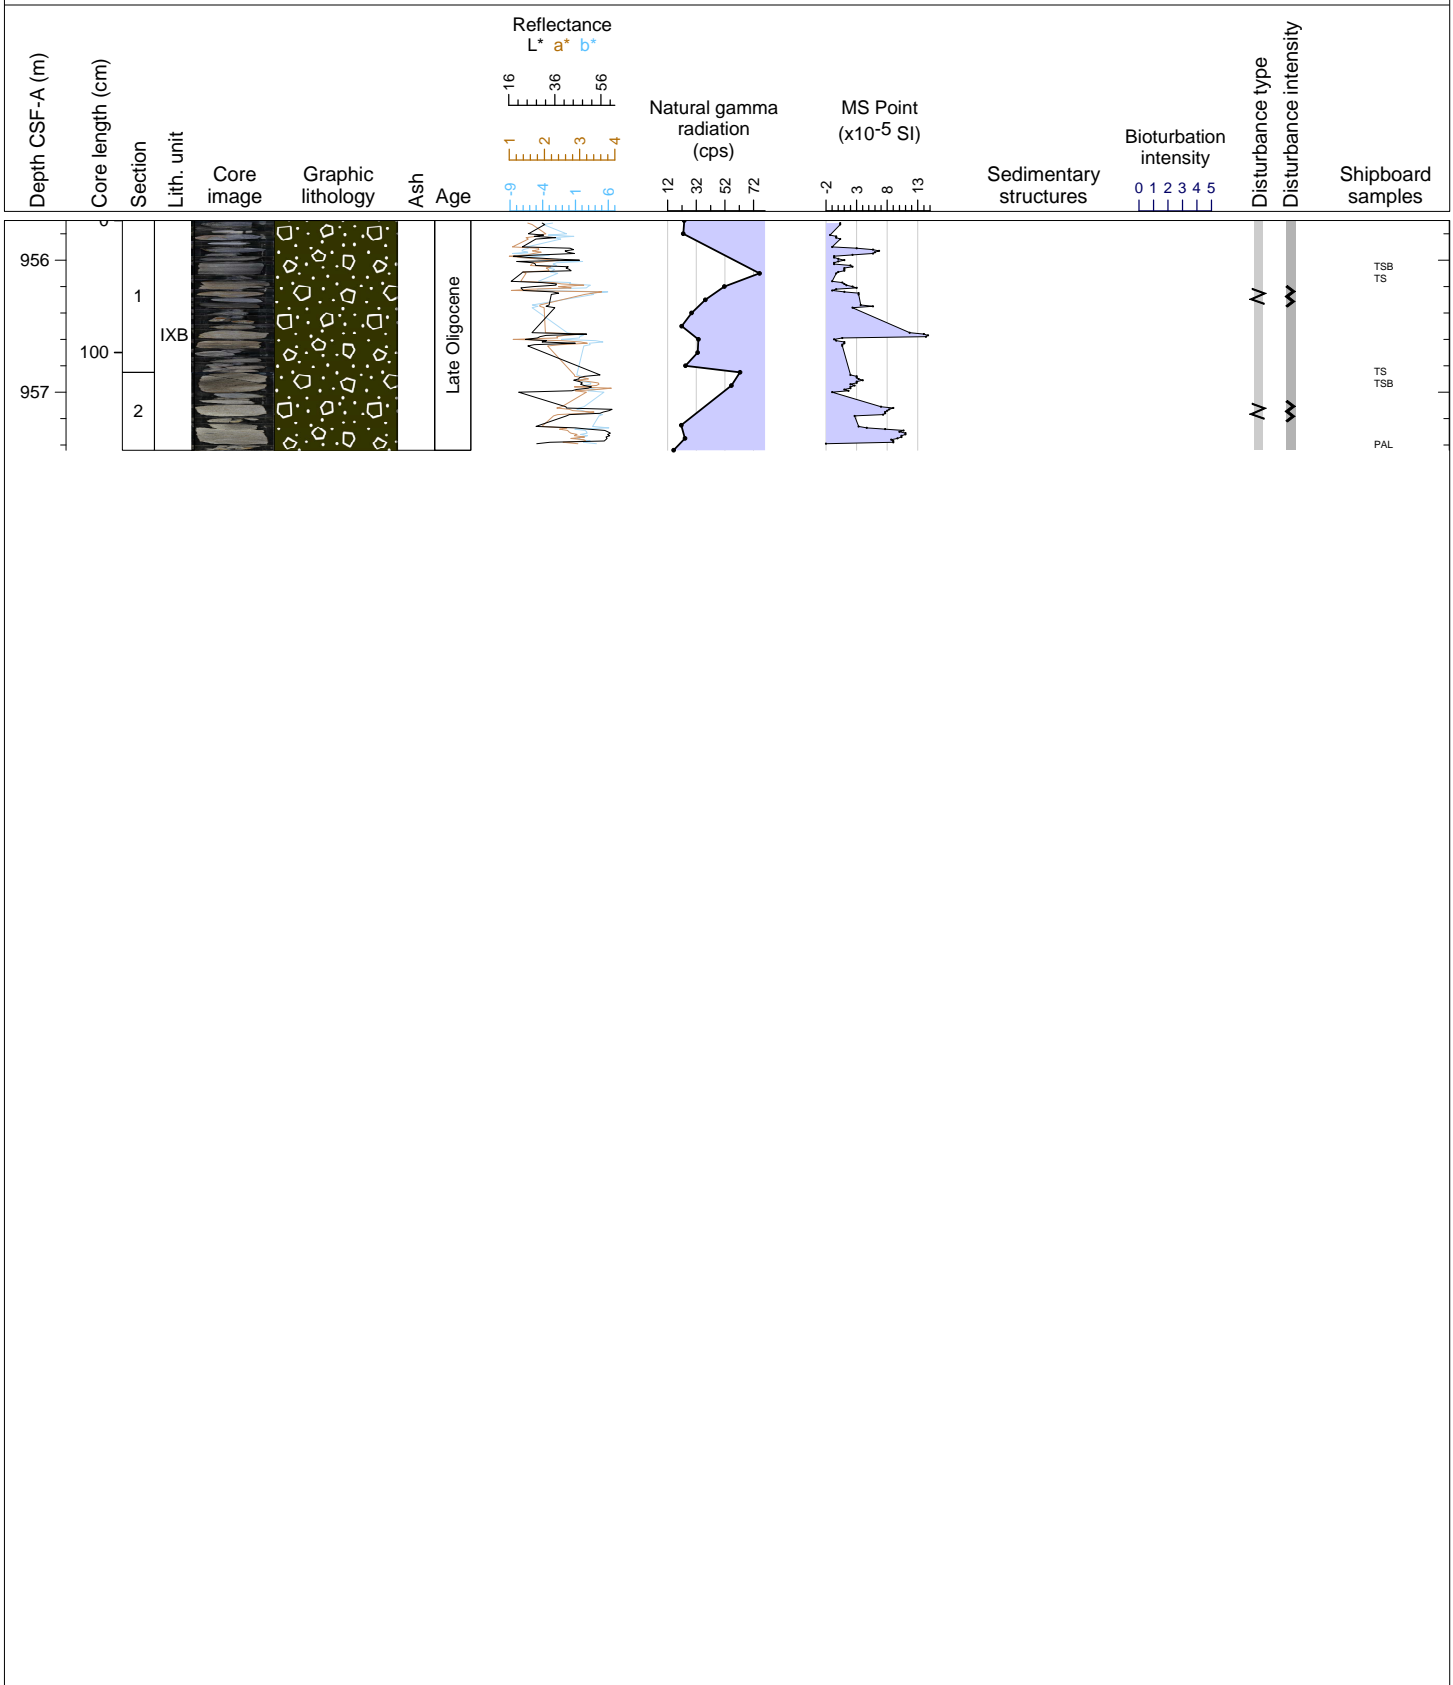 Depth CSF-A (m)
Core length (cm)
Section
Lith. unit
Core
image
Graphic
lithology
Ash
Age
Reflectance
L* a* b*
16 36 56
1 2 3 4
-9 -4 1 6
Natural gamma
radiation
(cps)
12 32 52 72
MS Point
(x10-5 SI)
-2 3 8 13
Sedimentary
structures
Bioturbation
intensity
0 1 2 3 4 5
Disturbance type
Disturbance intensity
Shipboard
samples
0
956
957
100
1
2
IXB
Late Oligocene
TSB
TS
TS
TSB
PAL